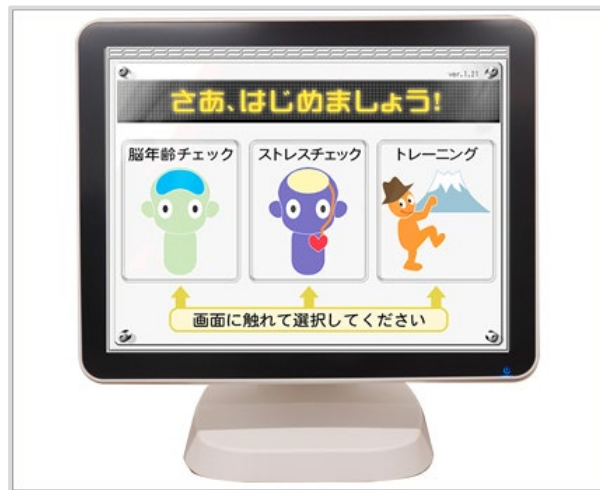 ver.1.21
さあ、はじめましょう!
脳年齢チェック
ストレスチェック
トレーニング
画面に触れて選択してください